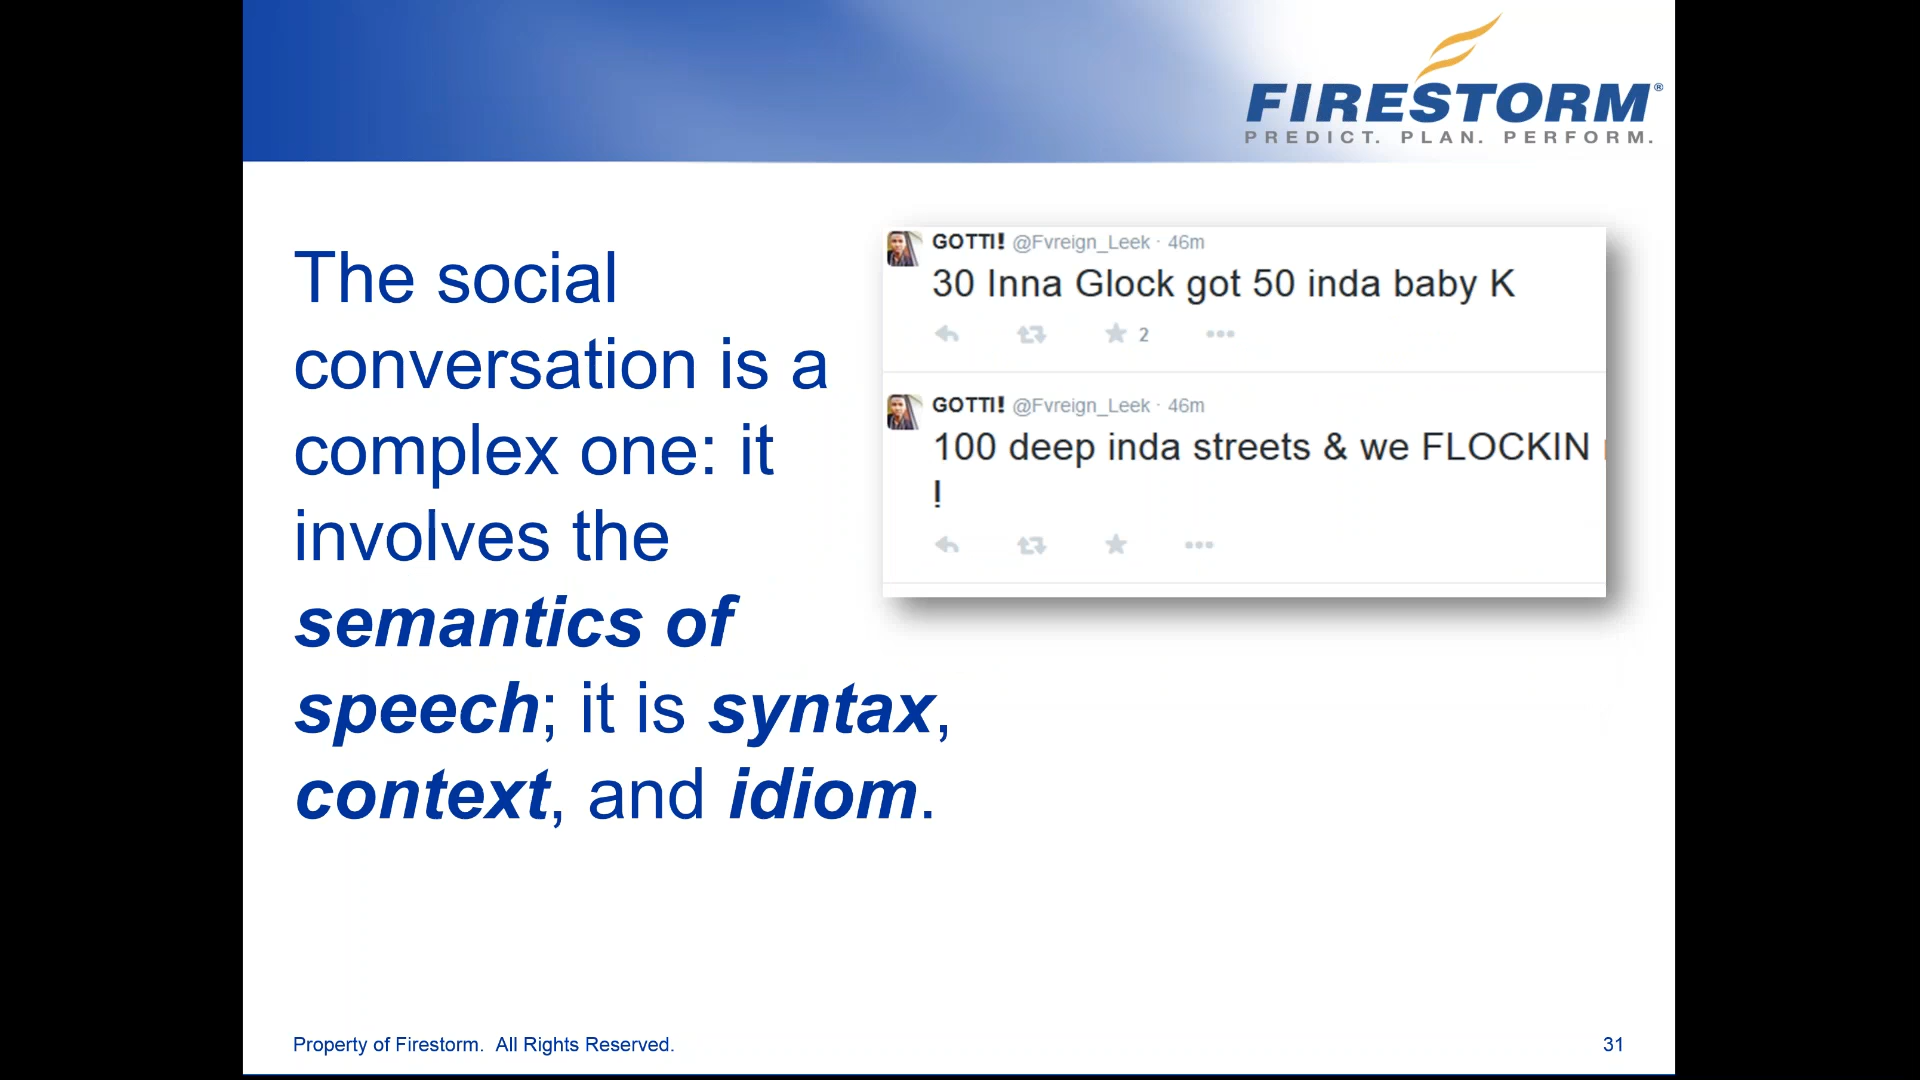 FIRESTORM®
PREDICT. PLAN. PERFORM.
The social
conversation is a
complex one: it
involves the
semantics of
speech; it is syntax,
context, and idiom.
GOTTI! @Fvreign_Leek · 46m
30 Inna Glock got 50 inda baby K
2
GOTTI! @Fvreign_Leek · 46m
100 deep inda streets & we FLOCKIN
!
Property of Firestorm. All Rights Reserved.
31